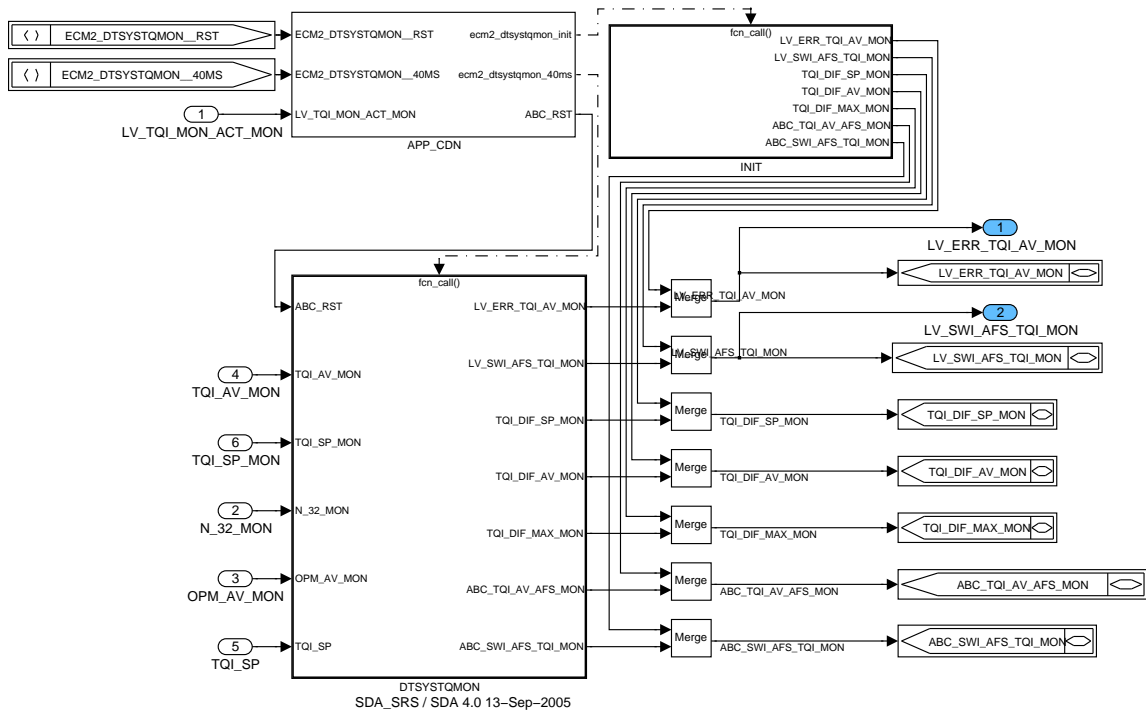 ECM2_DTSYSTQMON__RST
ECM2_DTSYSTQMON__40MS
1
LV_TQI_MON_ACT_MON
ECM2_DTSYSTQMON__RST
ECM2_DTSYSTQMON__40MS
LV_TQI_MON_ACT_MON
ecm2_dtsystqmon_init
ecm2_dtsystqmon_40ms
ABC_RST
APP_CDN
fcn_call()
LV_ERR_TQI_AV_MON
LV_SWI_AFS_TQI_MON
TQI_DIF_SP_MON
TQI_DIF_AV_MON
TQI_DIF_MAX_MON
ABC_TQI_AV_AFS_MON
ABC_SWI_AFS_TQI_MON
INIT
1
LV_ERR_TQI_AV_MON
LV_ERR_TQI_AV_MON
2
LV_SWI_AFS_TQI_MON
LV_SWI_AFS_TQI_MON
TQI_DIF_SP_MON
TQI_DIF_AV_MON
TQI_DIF_MAX_MON
ABC_TQI_AV_AFS_MON
ABC_SWI_AFS_TQI_MON
Merge
LV_ERR_TQI_AV_MON
Merge
LV_SWI_AFS_TQI_MON
Merge
TQI_DIF_SP_MON
Merge
TQI_DIF_AV_MON
Merge
TQI_DIF_MAX_MON
Merge
ABC_TQI_AV_AFS_MON
Merge
ABC_SWI_AFS_TQI_MON
fcn_call()
ABC_RST
TQI_AV_MON
TQI_SP_MON
N_32_MON
OPM_AV_MON
TQI_SP
LV_ERR_TQI_AV_MON
LV_SWI_AFS_TQI_MON
TQI_DIF_SP_MON
TQI_DIF_AV_MON
TQI_DIF_MAX_MON
ABC_TQI_AV_AFS_MON
ABC_SWI_AFS_TQI_MON
4
TQI_AV_MON
6
TQI_SP_MON
2
N_32_MON
3
OPM_AV_MON
5
TQI_SP
DTSYSTQMON
SDA_SRS / SDA 4.0 13−Sep−2005